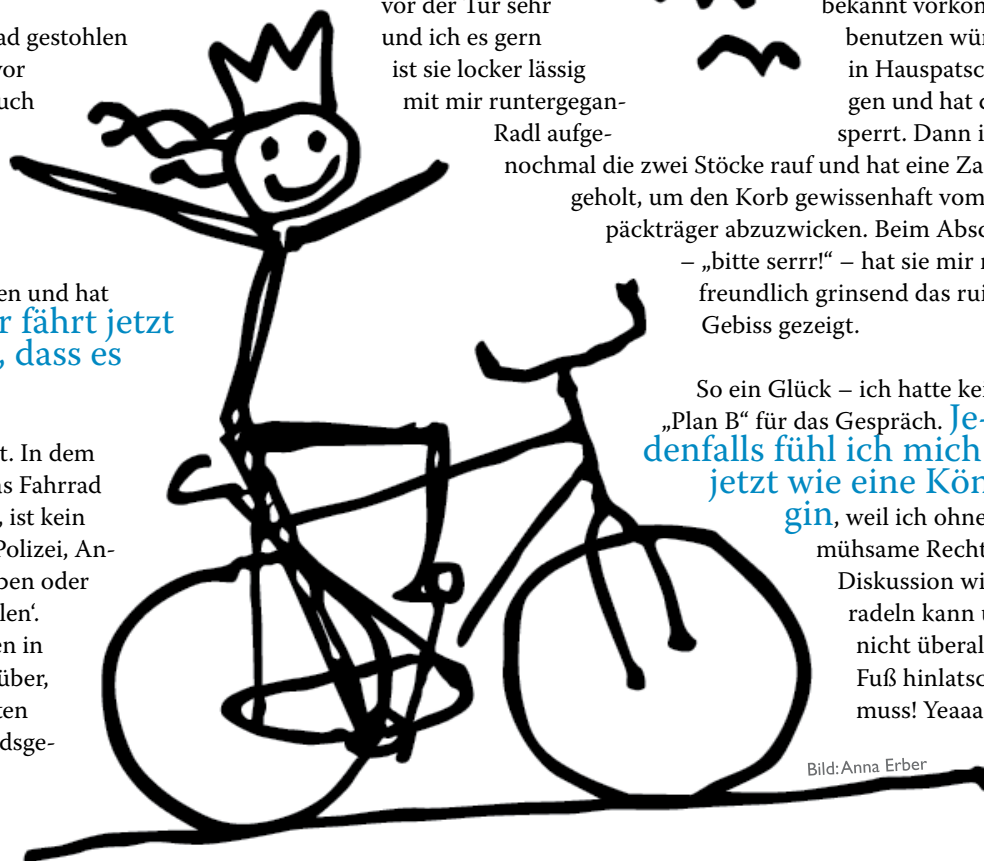 ad gestohlen
vor
uch
en und hat
r fährt jetzt
, dass es
t. In dem
as Fahrrad
, ist kein
Polizei, An-
ben oder
len‘.
en in
über,
ten
dsge-
vor der Tür sehr
und ich es gern
ist sie locker lässig
mit mir runtergegan-
Radl aufge-
bekannt vorkom
benutzen wür
in Hauspatsc
gen und hat d
sperrt. Dann i
nochmal die zwei Stöcke rauf und hat eine Za
geholt, um den Korb gewissenhaft vom
päckträger abzuzwicken. Beim Absc
– „bitte serrr!“ – hat sie mir n
freundlich grinsend das rui
Gebiss gezeigt.
So ein Glück – ich hatte kei
„Plan B“ für das Gespräch. Je-
denfalls fühl ich mich
jetzt wie eine Kön
gin, weil ich ohne
mühsame Recht
Diskussion wi
radeln kann u
nicht überal
Fuß hinlatsc
muss! Yeaaa
Bild: Anna Erber